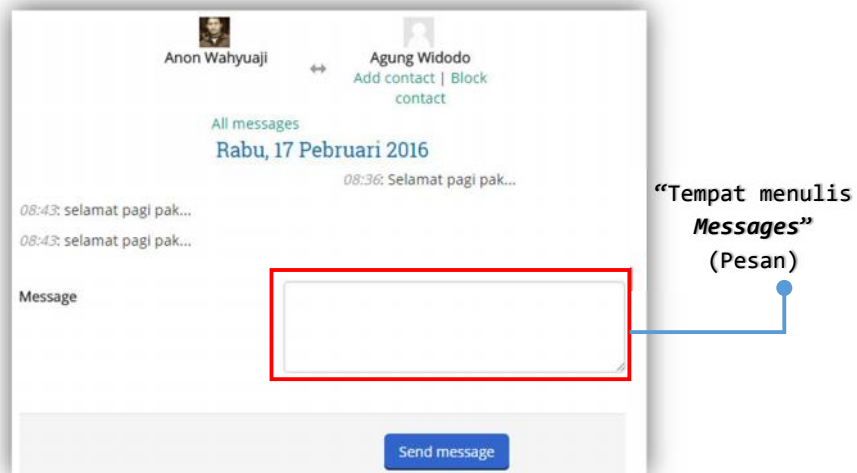 Anon Wahyuaji
Agung Widodo
Add contact | Block
contact
All messages
Rabu, 17 Pebruari 2016
08:36: Selamat pagi pak...
08:43: selamat pagi pak...
08:43: selamat pagi pak...
Message
Send message
“Tempat menulis
Messages”
(Pesan)